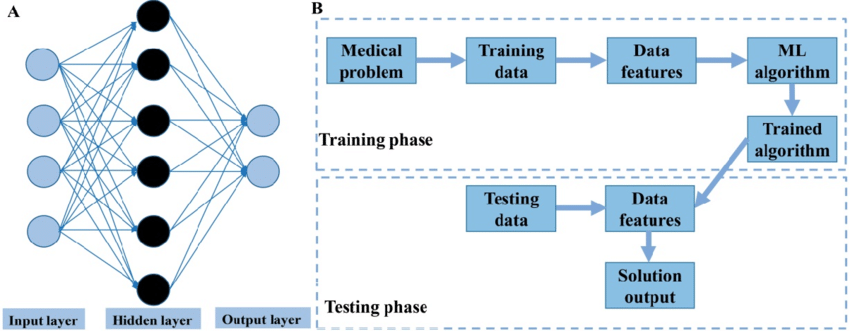 A
B
Medical
problem
Training
data
Data
features
ML
algorithm
Training phase
Trained
algorithm
Testing
data
Data
features
Solution
output
Testing phase
Input layer
Hidden layer
Output layer